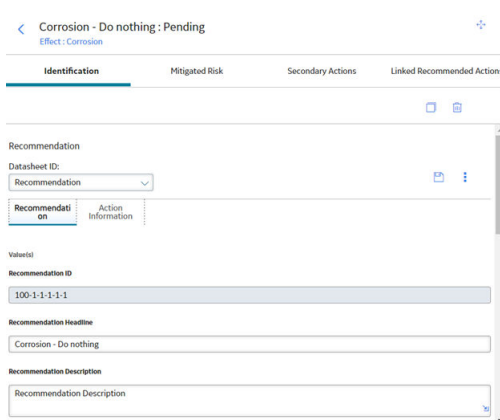 Corrosion - Do nothing : Pending
Effect : Corrosion
Identification
Mitigated Risk
Secondary Actions
Linked Recommended Action
Recommendation
Datasheet ID:
Recommendation
Recommendati
on
Action
Information
Value(s)
Recommendation ID
100-1-1-1-1-1
Recommendation Headline
Corrosion - Do nothing
Recommendation Description
Recommendation Description